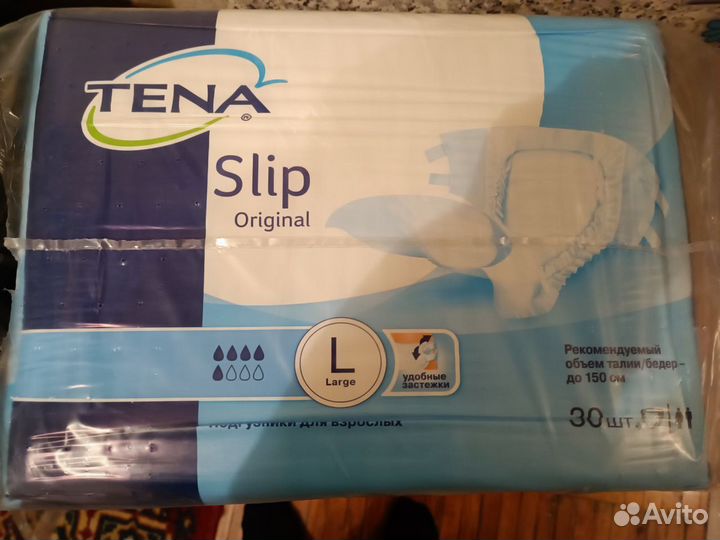 TENA
®
Slip
Original
L
Large
удобные
застежки
Рекомендуемый
объем талии/бедер -
до 150 см
30 шт.
Подгузники для взрослых
Avito